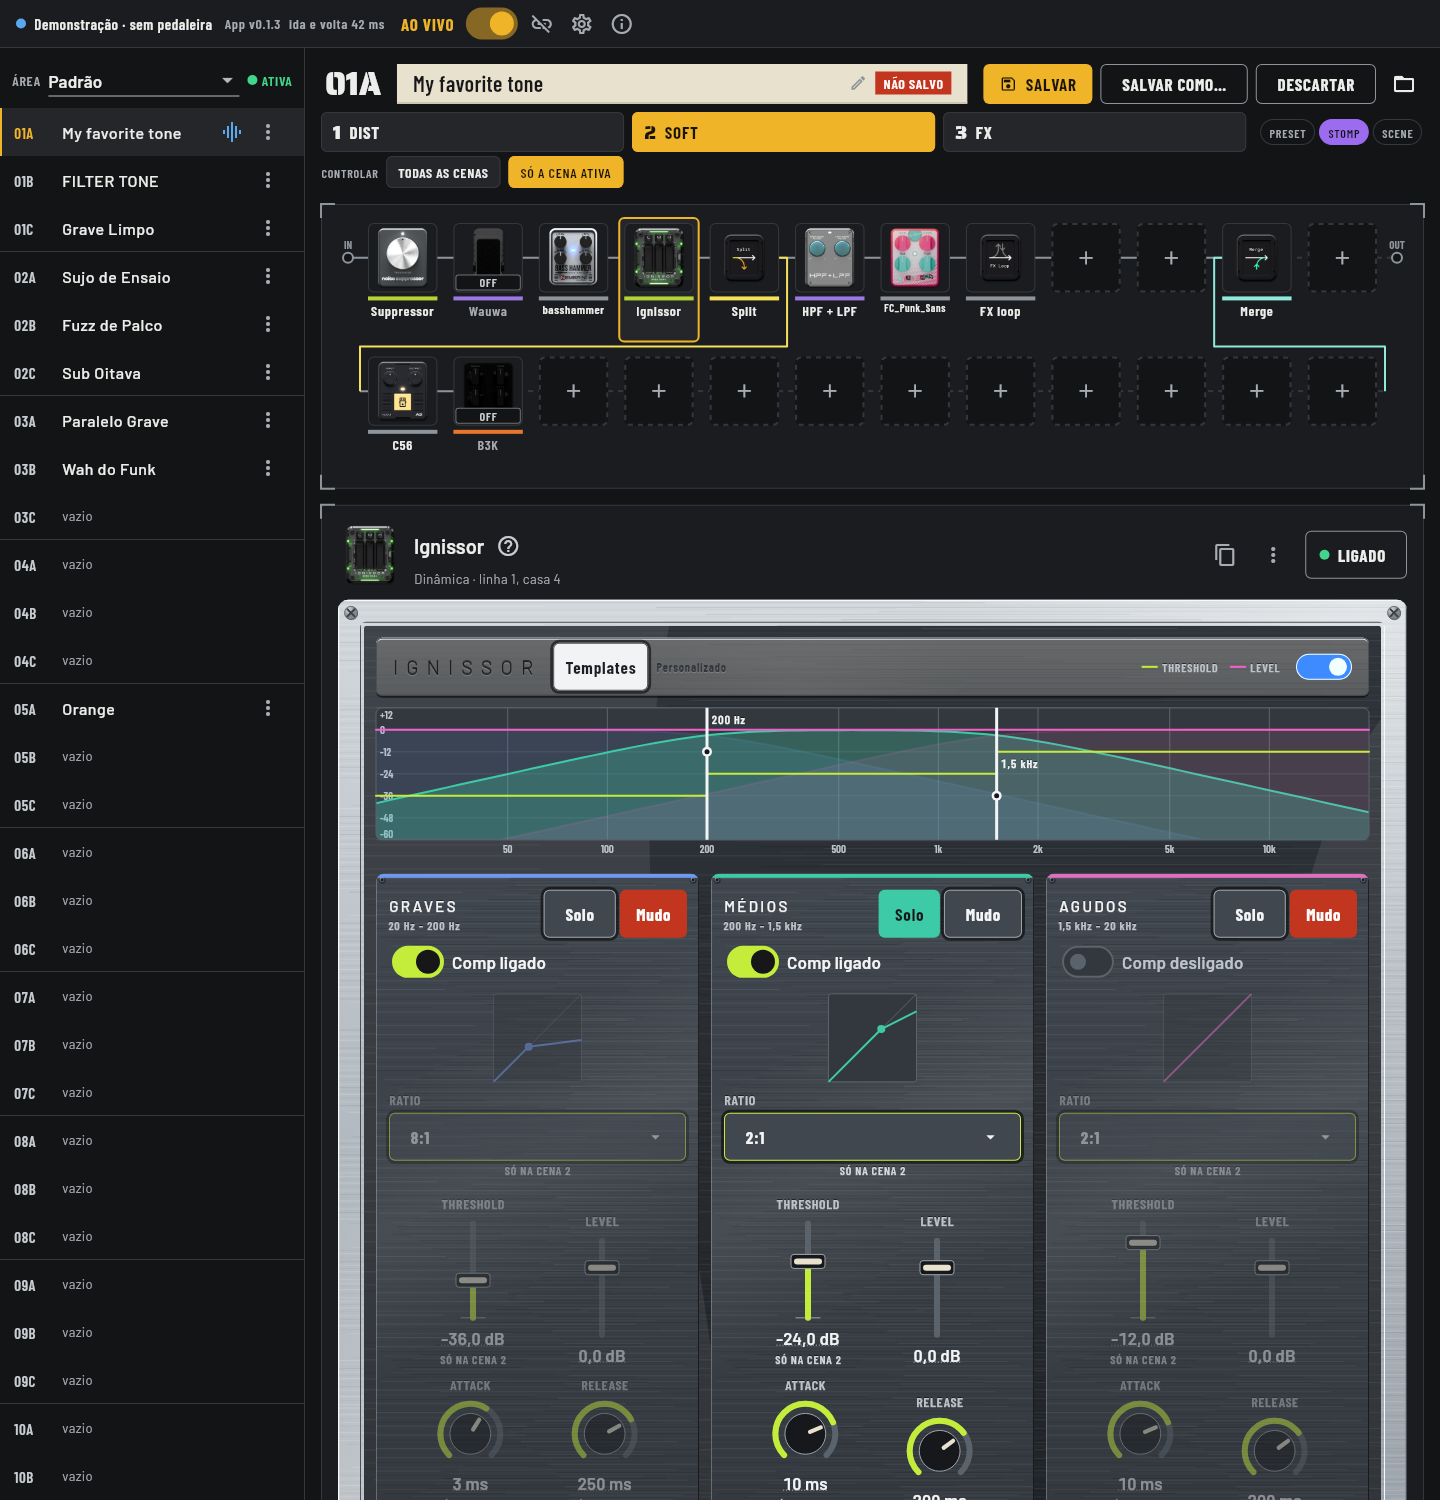 Demonstração · sem pedaleira App v0.1.3 Ida e volta 42 ms AO VIVO
ÁREA Padrão ATIVA
01A My favorite tone NÃO SALVO SALVAR SALVAR COMO... DESCARTAR
1 DIST 2 SOFT 3 FX PRESET STOMP SCENE
CONTROLAR TODAS AS CENAS SÓ A CENA ATIVA
01A My favorite tone
01B FILTER TONE
01C Grave Limpo
02A Sujo de Ensaio
02B Fuzz de Palco
02C Sub Oitava
03A Paralelo Grave
03B Wah do Funk
03C vazio
04A vazio
04B vazio
04C vazio
05A Orange
05B vazio
05C vazio
06A vazio
06B vazio
06C vazio
07A vazio
07B vazio
07C vazio
08A vazio
08B vazio
08C vazio
09A vazio
09B vazio
09C vazio
10A vazio
10B vazio
IN OUT
OFF Split HPF+LPF FX Loop Merge
Suppressor Wauwa basshammer Ignissor Split HPF + LPF FC_Punk_Sans FX loop Merge
OFF
C56 B3K
Ignissor
Dinâmica · linha 1, casa 4
LIGADO
IGNISSOR Templates Personalizado THRESHOLD LEVEL
+12
0
-12
-24
-36
-48
-60
200 Hz
1,5 kHz
50 100 200 500 1k 2k 5k 10k
GRAVES
20 Hz – 200 Hz
Solo Mudo
Comp ligado
RATIO
8:1
SÓ NA CENA 2
THRESHOLD LEVEL
-36,0 dB 0,0 dB
SÓ NA CENA 2
ATTACK RELEASE
3 ms 250 ms
MÉDIOS
200 Hz – 1,5 kHz
Solo Mudo
Comp ligado
RATIO
2:1
SÓ NA CENA 2
THRESHOLD LEVEL
-24,0 dB 0,0 dB
SÓ NA CENA 2
ATTACK RELEASE
10 ms
AGUDOS
1,5 kHz – 20 kHz
Solo Mudo
Comp desligado
RATIO
2:1
SÓ NA CENA 2
THRESHOLD LEVEL
-12,0 dB 0,0 dB
SÓ NA CENA 2
ATTACK RELEASE
10 ms